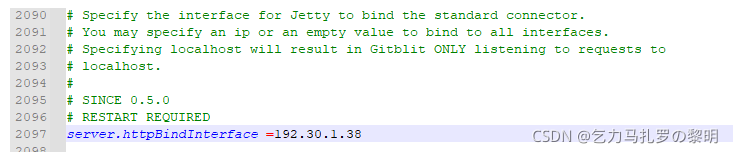 2090 # Specify the interface for Jetty to bind the standard connector.
2091 # You may specify an ip or an empty value to bind to all interfaces.
2092 # Specifying localhost will result in Gitblit ONLY listening to requests to
2093 # localhost.
2094 #
2095 # SINCE 0.5.0
2096 # RESTART REQUIRED
2097 server.httpBindInterface =192.30.1.38
CSDN @乞力马扎罗の黎明
2098